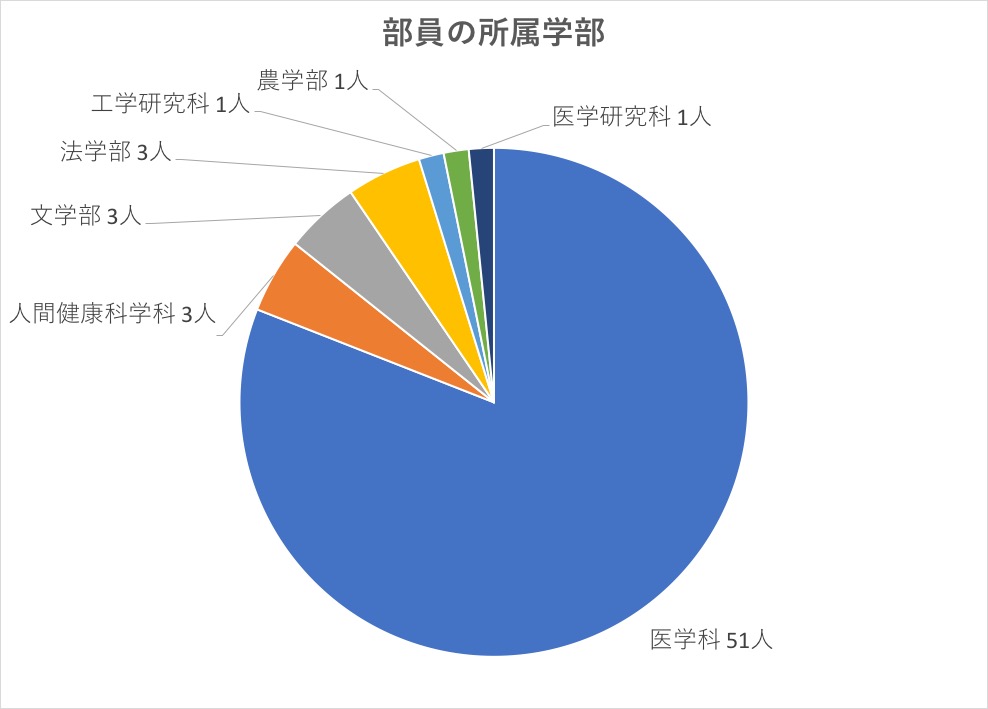 部員の所属学部
農学部 1人
工学研究科 1人
医学研究科 1人
法学部 3人
文学部 3人
人間健康科学科 3人
医学科 51人